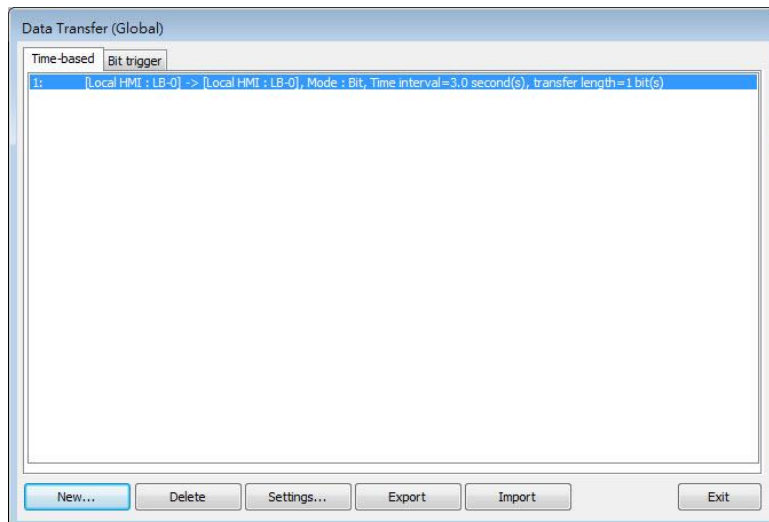 Data Transfer (Global)
Time-based Bit trigger
1: [Local HMI : LB-0] -> [Local HMI : LB-0], Mode : Bit, Time interval=3.0 second(s), transfer length=1 bit(s)
New... Delete Settings... Export Import Exit